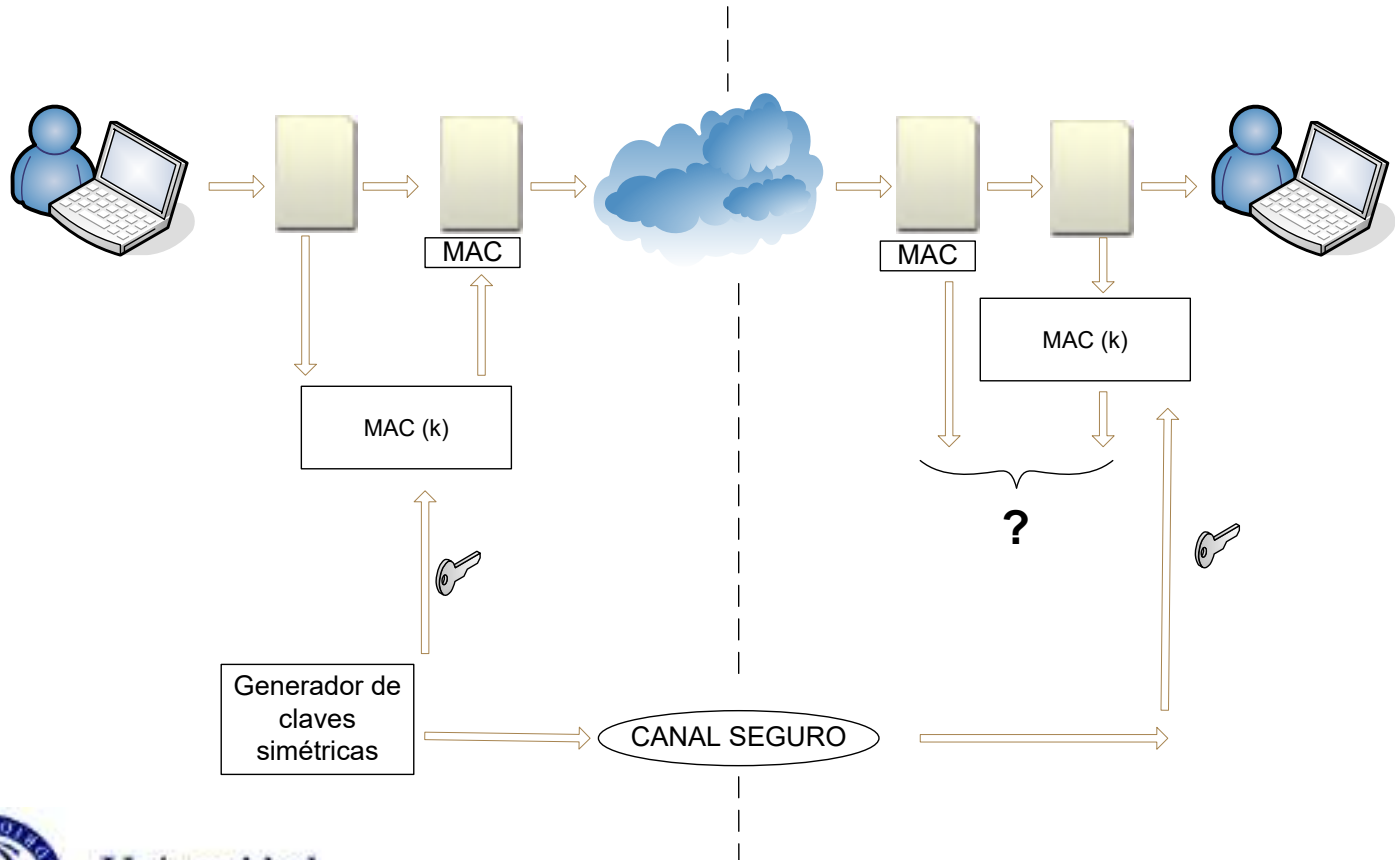 MAC
MAC
MAC (k)
MAC (k)
?
Generador de
claves
simétricas
CANAL SEGURO